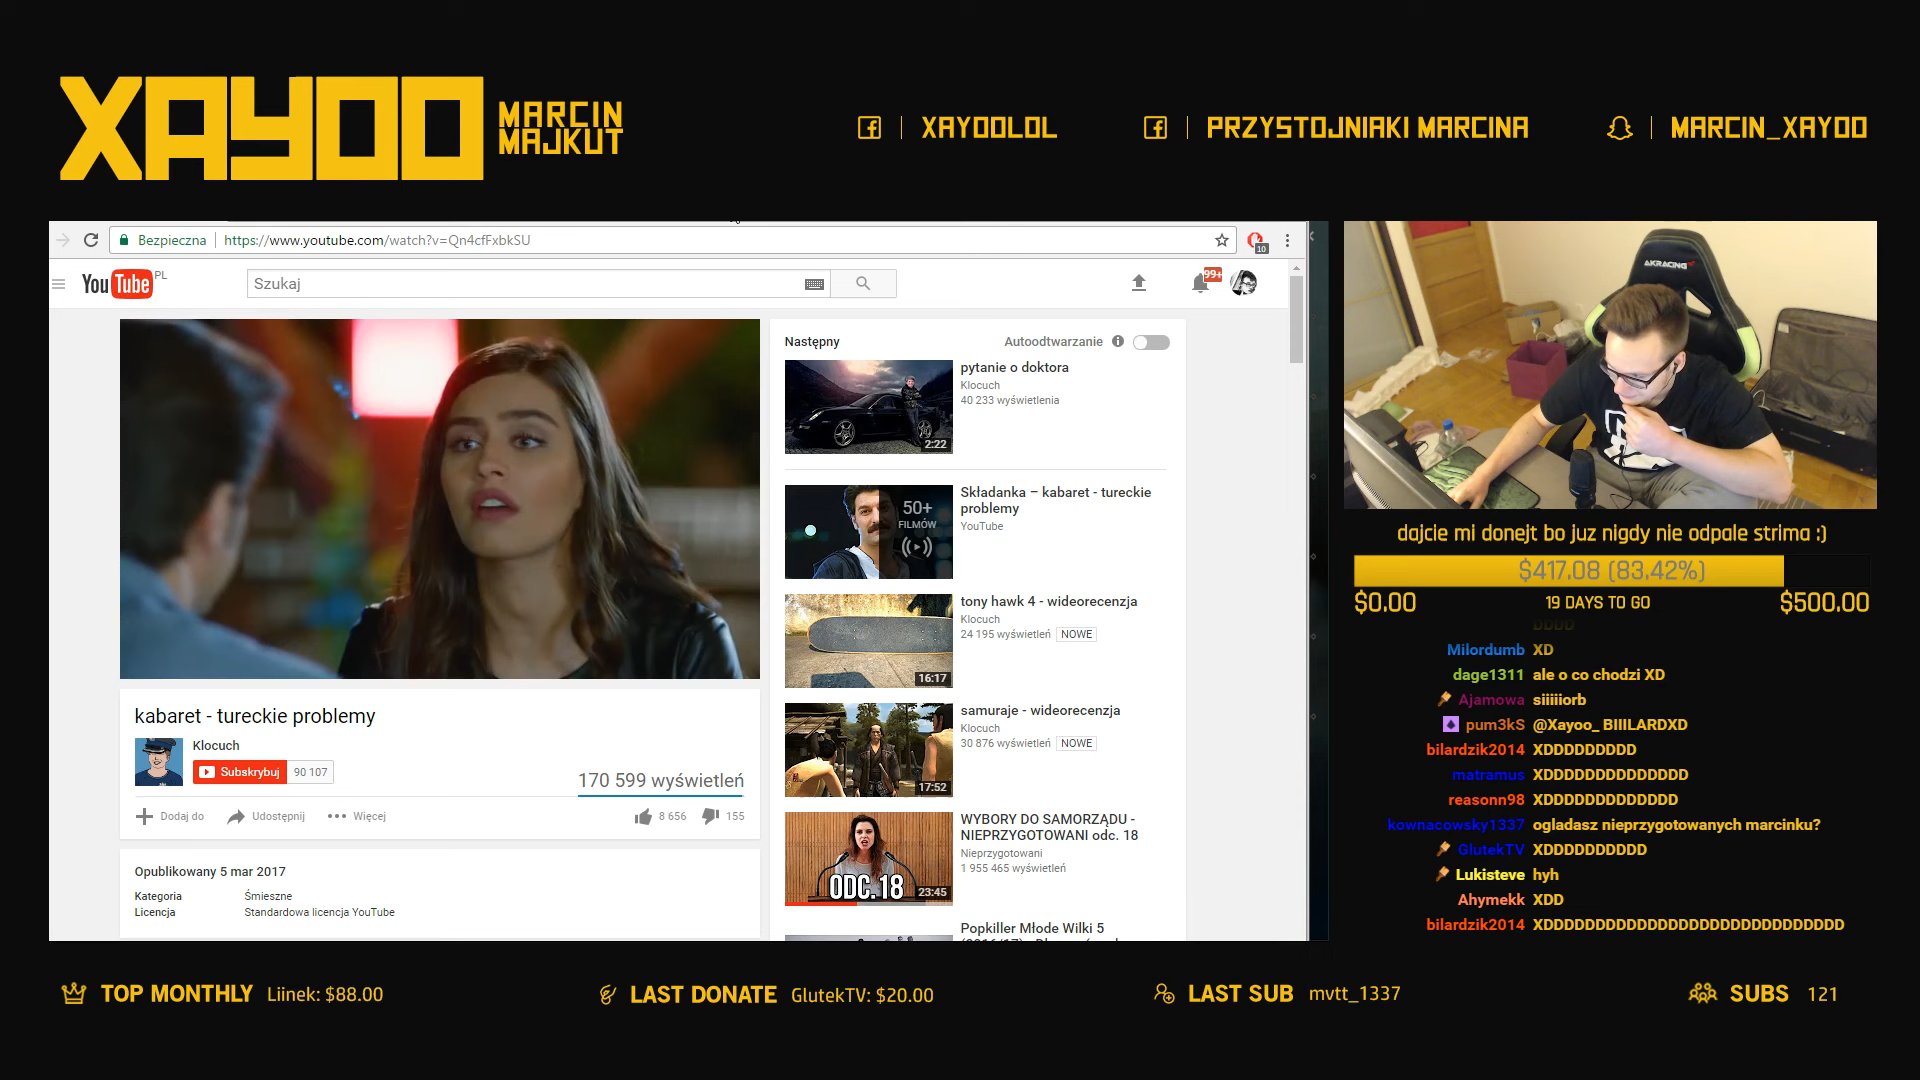 XAYOO
MARCIN
MAJKUT
XAYOOLOL
PRZYSTOJNIAKI MARCINA
MARCIN_XAYOO
Bezpieczna
https://www.youtube.com/watch?v=Qn4cfFxbkSU
10
YouTube PL
Szukaj
99+
Następny
Autoodtwarzanie
pytanie o doktora
Klocuch
40 233 wyświetlenia
2:22
Składanka – kabaret - tureckie
problemy
YouTube
50+
FILMÓW
tony hawk 4 - wideorecenzja
Klocuch
24 195 wyświetleń NOWE
16:17
samuraje - wideorecenzja
Klocuch
30 876 wyświetleń NOWE
17:52
WYBORY DO SAMORZĄDU -
NIEPRZYGOTOWANI odc. 18
Nieprzygotowani
1 955 465 wyświetleń
ODC.18
23:45
Popkiller Młode Wilki 5
kabaret - tureckie problemy
Klocuch
Subskrybuj 90 107
170 599 wyświetleń
Dodaj do
Udostępnij
Więcej
8 656
155
Opublikowany 5 mar 2017
Kategoria Śmieszne
Licencja Standardowa licencja YouTube
AKRACING
dajcie mi donejt bo juz nigdy nie odpale strima :)
$417.08 (83.42%)
$0.00
19 DAYS TO GO
$500.00
DDDD
Milordumb XD
dage1311 ale o co chodzi XD
Ajamowa siiiiiorb
pum3kS @Xayoo_ BIIILARDXD
bilardzik2014 XDDDDDDDDDD
matramus XDDDDDDDDDDDDDDD
reasonn98 XDDDDDDDDDDDDDD
kownacowsky1337 ogladasz nieprzygotowanych marcinku?
GlutekTV XDDDDDDDDDDD
Lukisteve hyh
Ahymekk XDD
bilardzik2014 XDDDDDDDDDDDDDDDDDDDDDDDDDDDDDD
TOP MONTHLY Liinek: $88.00
LAST DONATE GlutekTV: $20.00
LAST SUB mvtt_1337
SUBS 121